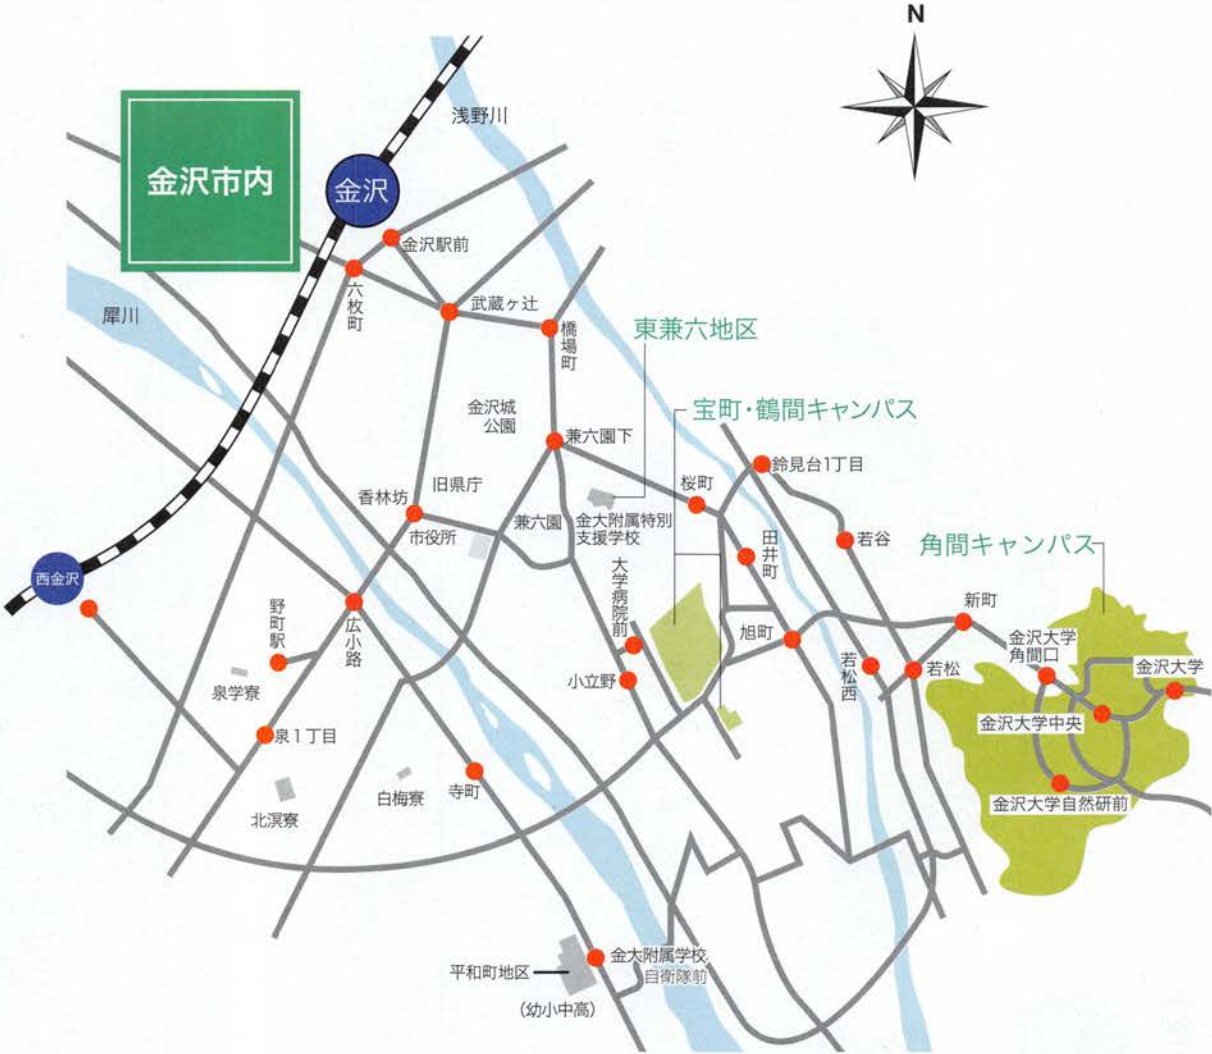 N
浅野川
金沢市内
金沢
金沢駅前
六枚町
武蔵ヶ辻
橋場町
犀川
東兼六地区
宝町・鶴間キャンパス
金沢城
公園
兼六園下
鈴見台1丁目
桜町
香林坊
旧県庁
市役所
兼六園
金大附属特別
支援学校
田井町
若谷
角間キャンパス
西金沢
大学病院前
野町駅
広小路
旭町
新町
金沢大学
角間口
金沢大学
若松西
若松
小立野
泉学寮
金沢大学中央
泉1丁目
白梅寮
寺町
北溟寮
金沢大学自然研前
金大附属学校
自衛隊前
平和町地区
(幼小中高)